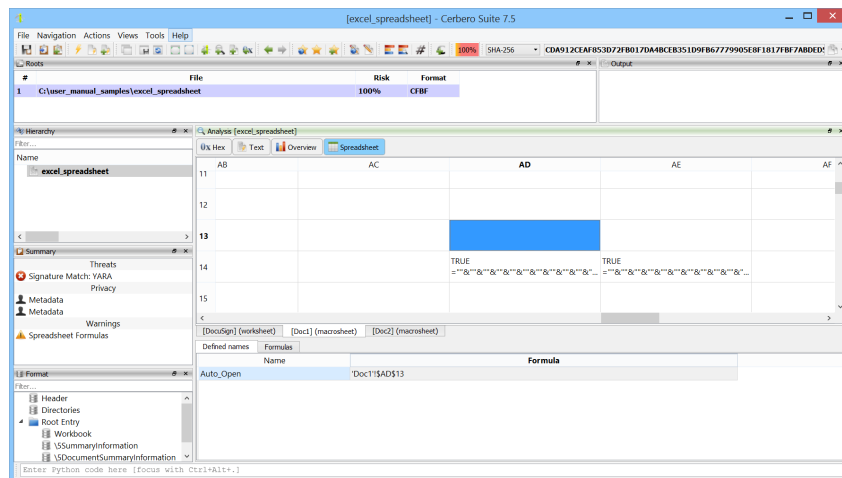 [excel_spreadsheet] - Cerbero Suite 7.5
File Navigation Actions Views Tools Help
100% SHA-256 CDA912CEAF853D72FB017DA4BCEB351D9FB67779905E8F1817FBF7ABDED
Roots
# File Risk Format
1 C:\user_manual_samples\excel_spreadsheet 100% CFBF
Output
Hierarchy
Filter...
Name
excel_spreadsheet
Summary
Threats
Signature Match: YARA
Privacy
Metadata
Metadata
Warnings
Spreadsheet Formulas
Format
Filter...
Header
Directories
Root Entry
Workbook
\5SummaryInformation
\5DocumentSummaryInformation
Analysis [excel_spreadsheet]
Hex Text Overview Spreadsheet
AB AC AD AE AF
11
12
13
14
TRUE TRUE
15
[DocuSign] (worksheet) [Doc1] (macrosheet) [Doc2] (macrosheet)
Defined names Formulas
Name Formula
Auto_Open 'Doc1'!$AD$13
Enter Python code here [focus with Ctrl+Alt+.]